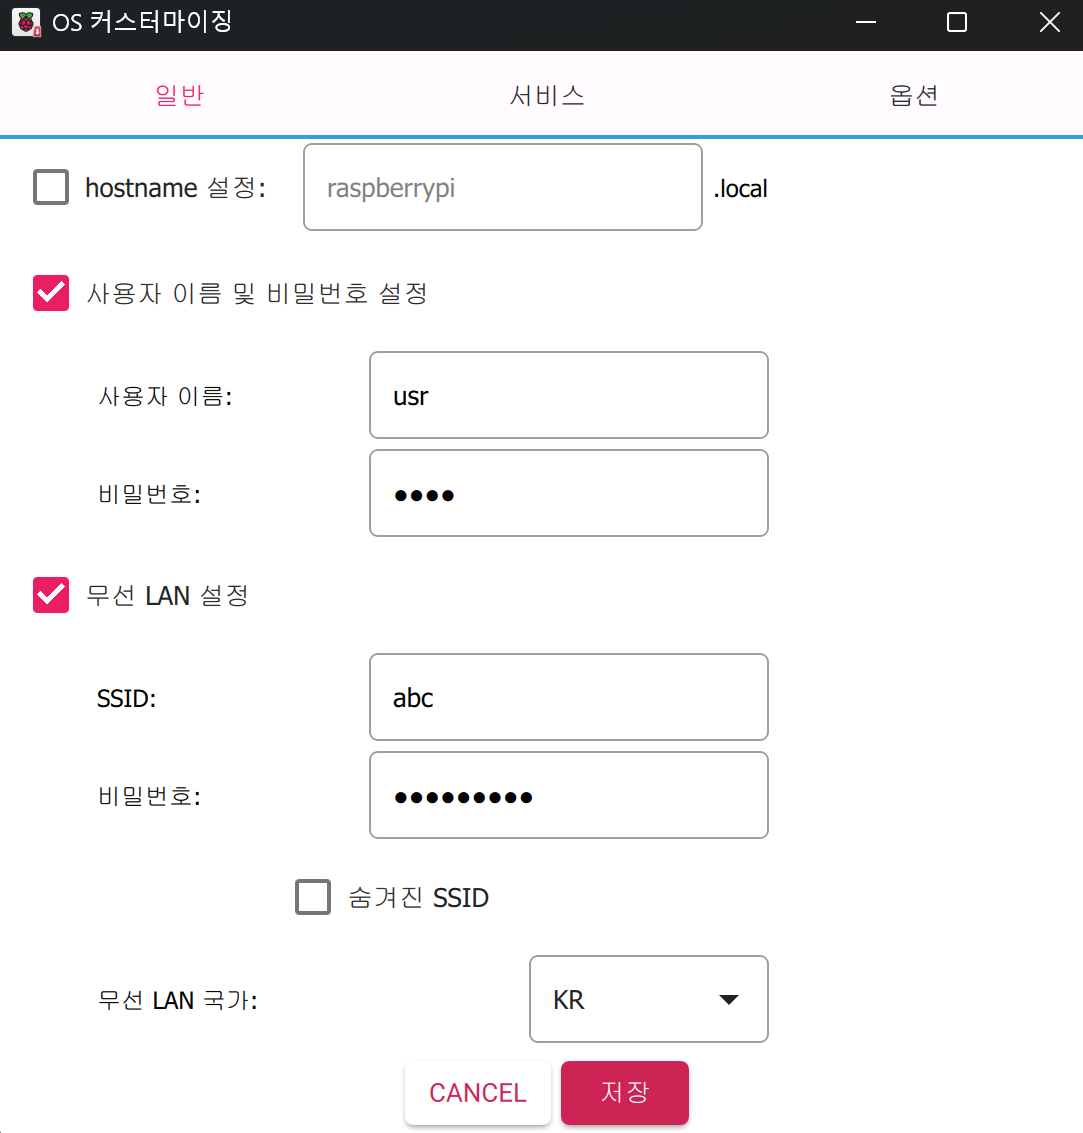 OS 커스터마이징
일반 서비스 옵션
hostname 설정: raspberrypi .local
사용자 이름 및 비밀번호 설정
사용자 이름: usr
비밀번호: ••••
무선 LAN 설정
SSID: abc
비밀번호: •••••••••
숨겨진 SSID
무선 LAN 국가: KR
CANCEL 저장